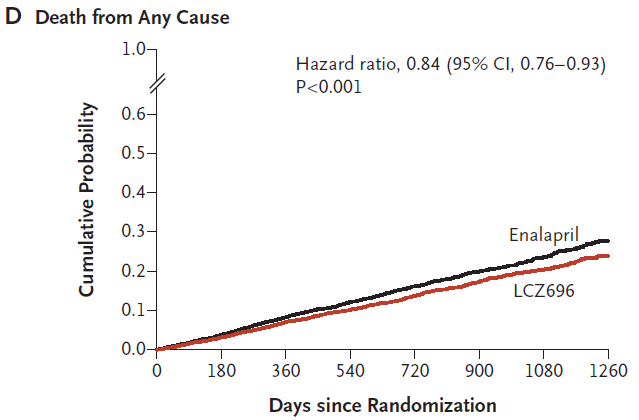 D Death from Any Cause
1.0
Hazard ratio, 0.84 (95% CI, 0.76–0.93)
P<0.001
0.6
0.5
0.4
0.3
0.2
0.1
0.0
Cumulative Probability
Enalapril
LCZ696
0 180 360 540 720 900 1080 1260
Days since Randomization